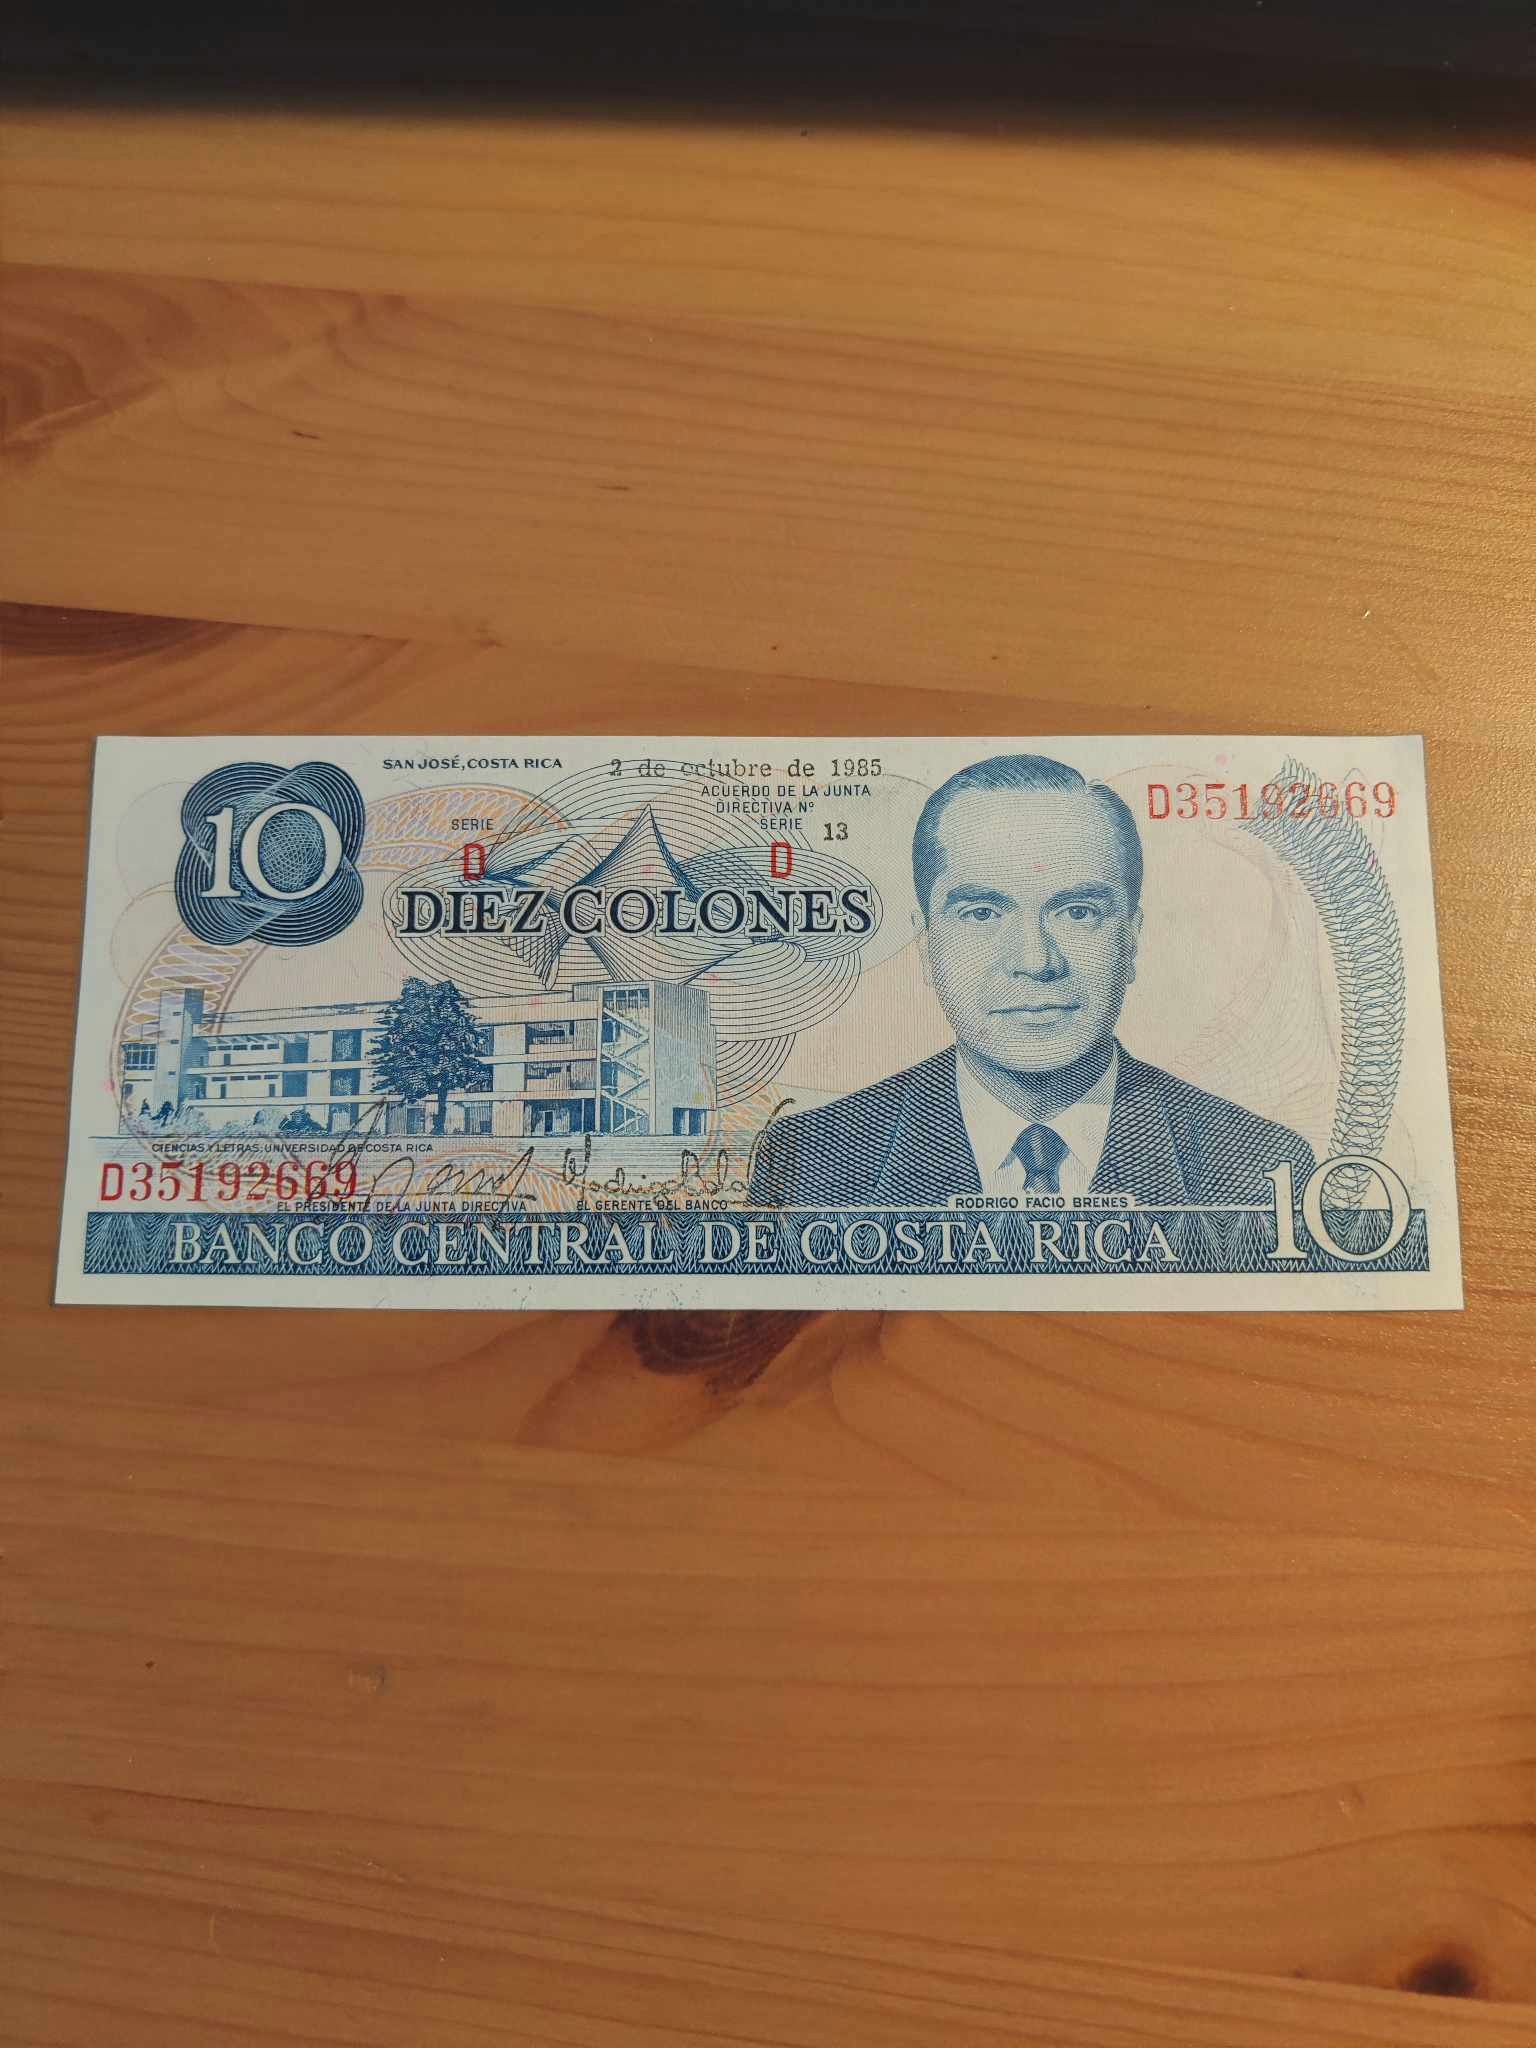 SAN JOSÉ, COSTA RICA 2 de octubre de 1985
ACUERDO DE LA JUNTA
DIRECTIVA Nº
SERIE SERIE 13
D D
10
D35192669
DIEZ COLONES
CIENCIAS Y LETRAS: UNIVERSIDAD DE COSTA RICA
D35192669
EL PRESIDENTE DE LA JUNTA DIRECTIVA EL GERENTE DEL BANCO
RODRIGO FACIO BRENES
BANCO CENTRAL DE COSTA RICA 10